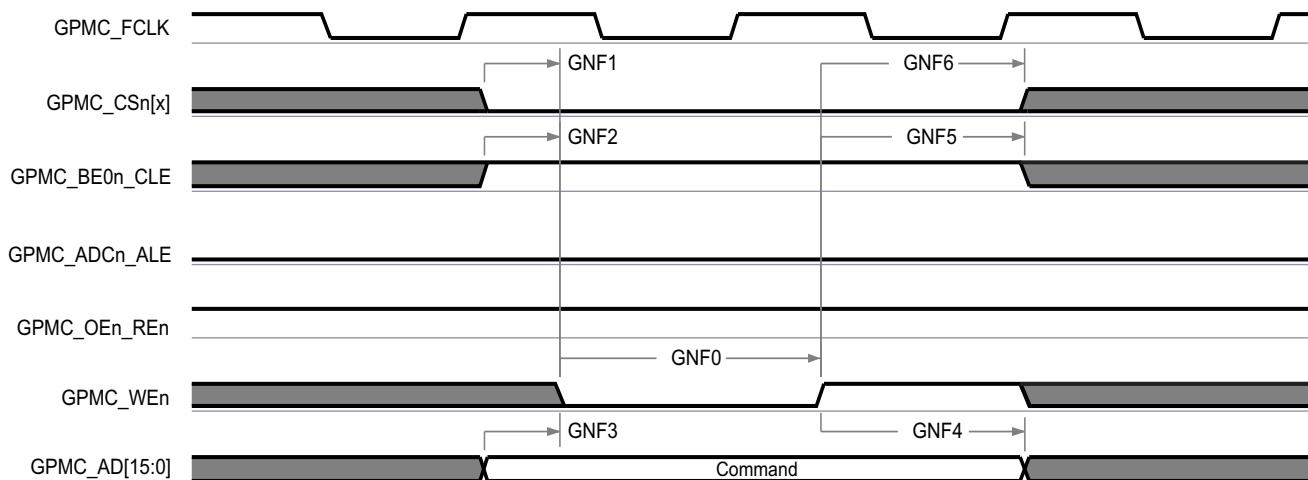 GPMC_FCLK
GNF1
GNF6
GPMC_CSn[x]
GNF2
GNF5
GPMC_BE0n_CLE
GPMC_ADCn_ALE
GPMC_OEn_REn
GNF0
GPMC_WEn
GNF3
GNF4
GPMC_AD[15:0]
Command